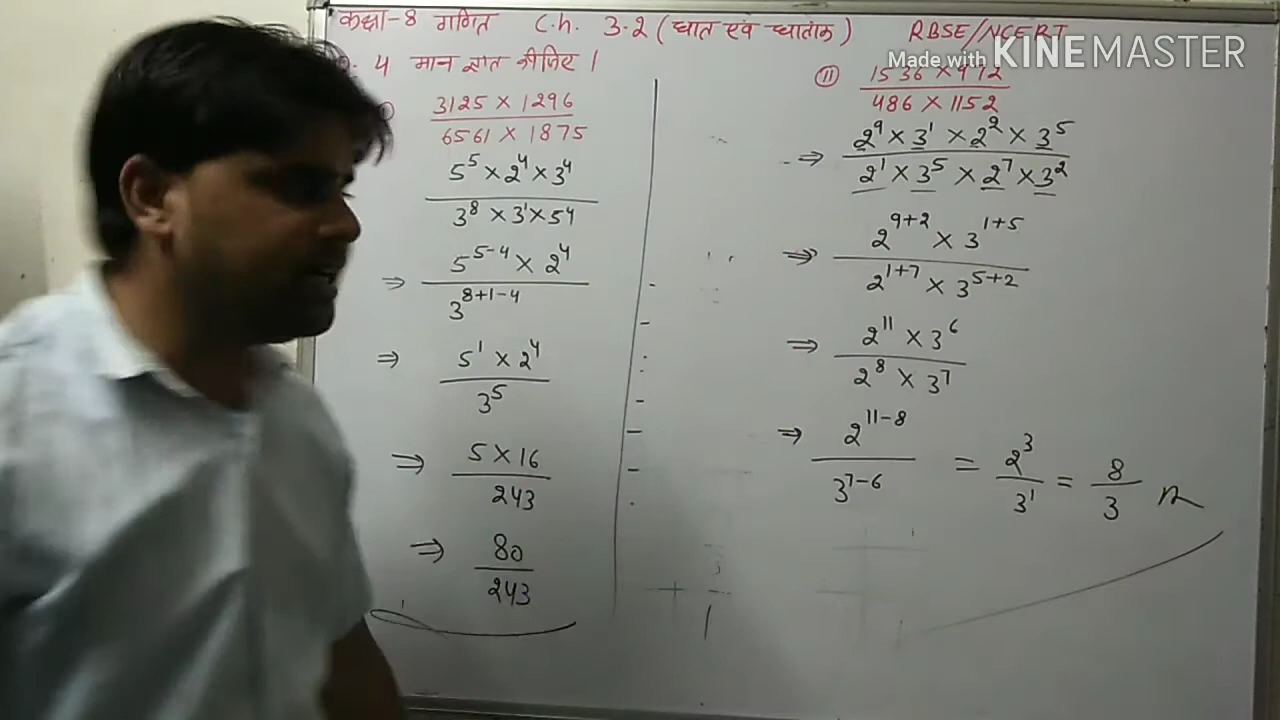 कक्षा-8 गणित Ch. 3.2 (घात एवं घातांक) RBSE/NCERT
Made with KINEMASTER
4 मान ज्ञात कीजिए।
3125 × 1296
6561 × 1875
5⁵ × 2⁴ × 3⁴
3⁸ × 3¹ × 5⁴
⇒ 5⁵⁻⁴ × 2⁴
3⁸⁺¹⁻⁴
⇒ 5¹ × 2⁴
3⁵
⇒ 5 × 16
243
⇒ 80
243
(ii) 1536 × 972
486 × 1152
⇒ 2⁹ × 3¹ × 2² × 3⁵
2¹ × 3⁵ × 2⁷ × 3²
⇒ 2⁹⁺² × 3¹⁺⁵
2¹⁺⁷ × 3⁵⁺²
⇒ 2¹¹ × 3⁶
2⁸ × 3⁷
⇒ 2¹¹⁻⁸ = 2³ = 8
3⁷⁻⁶ 3¹ 3